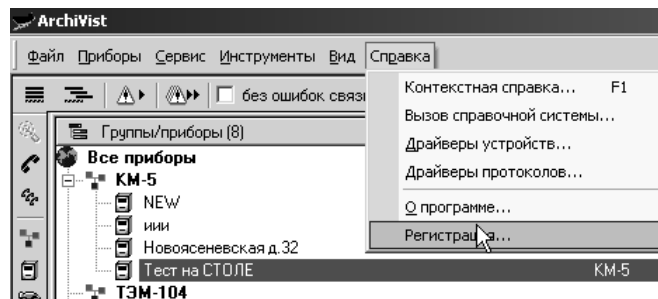 ArchiVist
Файл Приборы Сервис Инструменты Вид Справка
без ошибок связи
Контекстная справка... F1
Вызов справочной системы...
Драйверы устройств...
Драйверы протоколов...
О программе...
Регистрация...
Группы/приборы (8)
Все приборы
КМ-5
NEW
иии
Новоясеневская д.32
Тест на СТОЛЕ КМ-5
ТЭМ-104